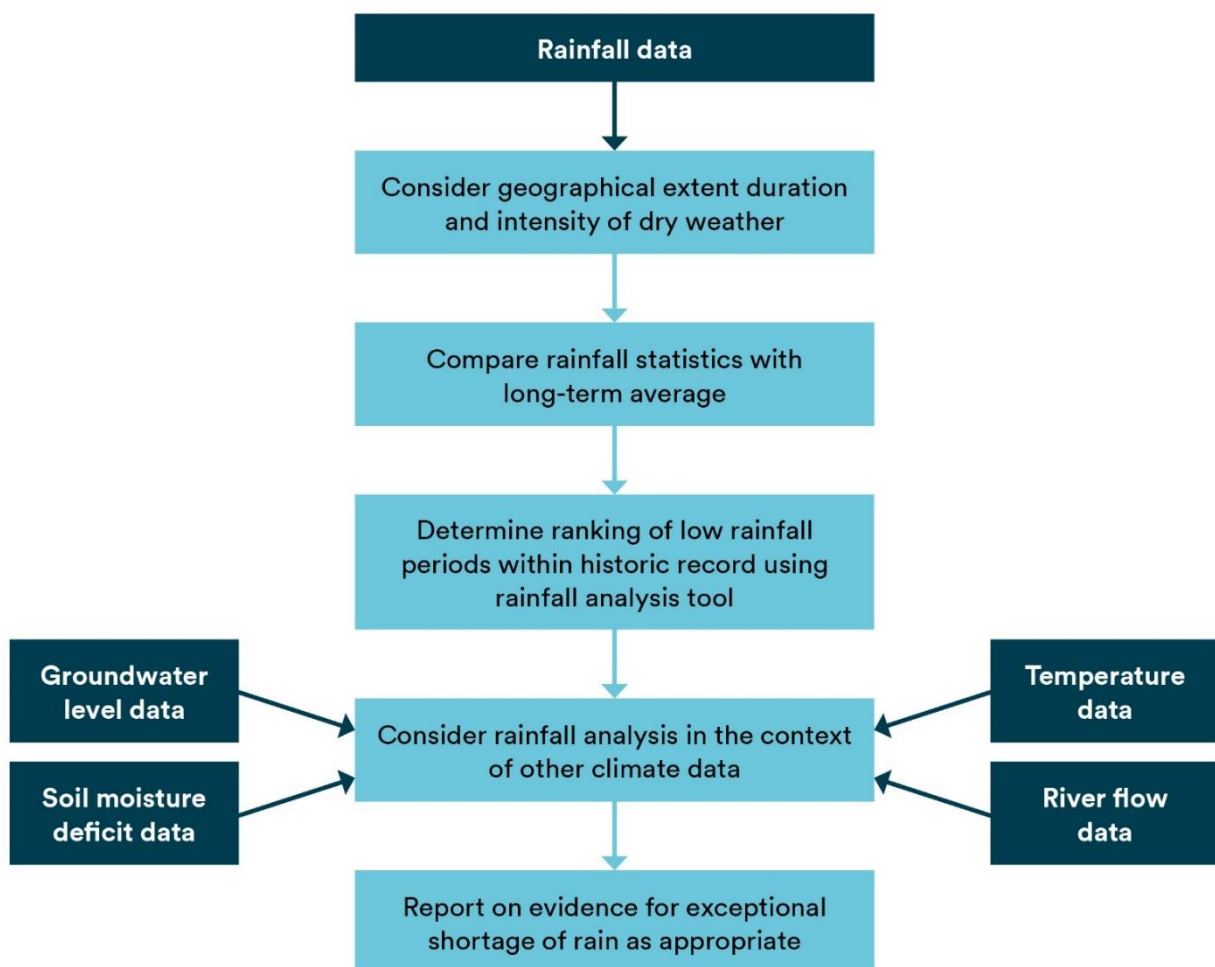 Rainfall data
Consider geographical extent duration
and intensity of dry weather
Compare rainfall statistics with
long-term average
Determine ranking of low rainfall
periods within historic record using
rainfall analysis tool
Groundwater
level data
Temperature
data
Consider rainfall analysis in the context
of other climate data
Soil moisture
deficit data
River flow
data
Report on evidence for exceptional
shortage of rain as appropriate